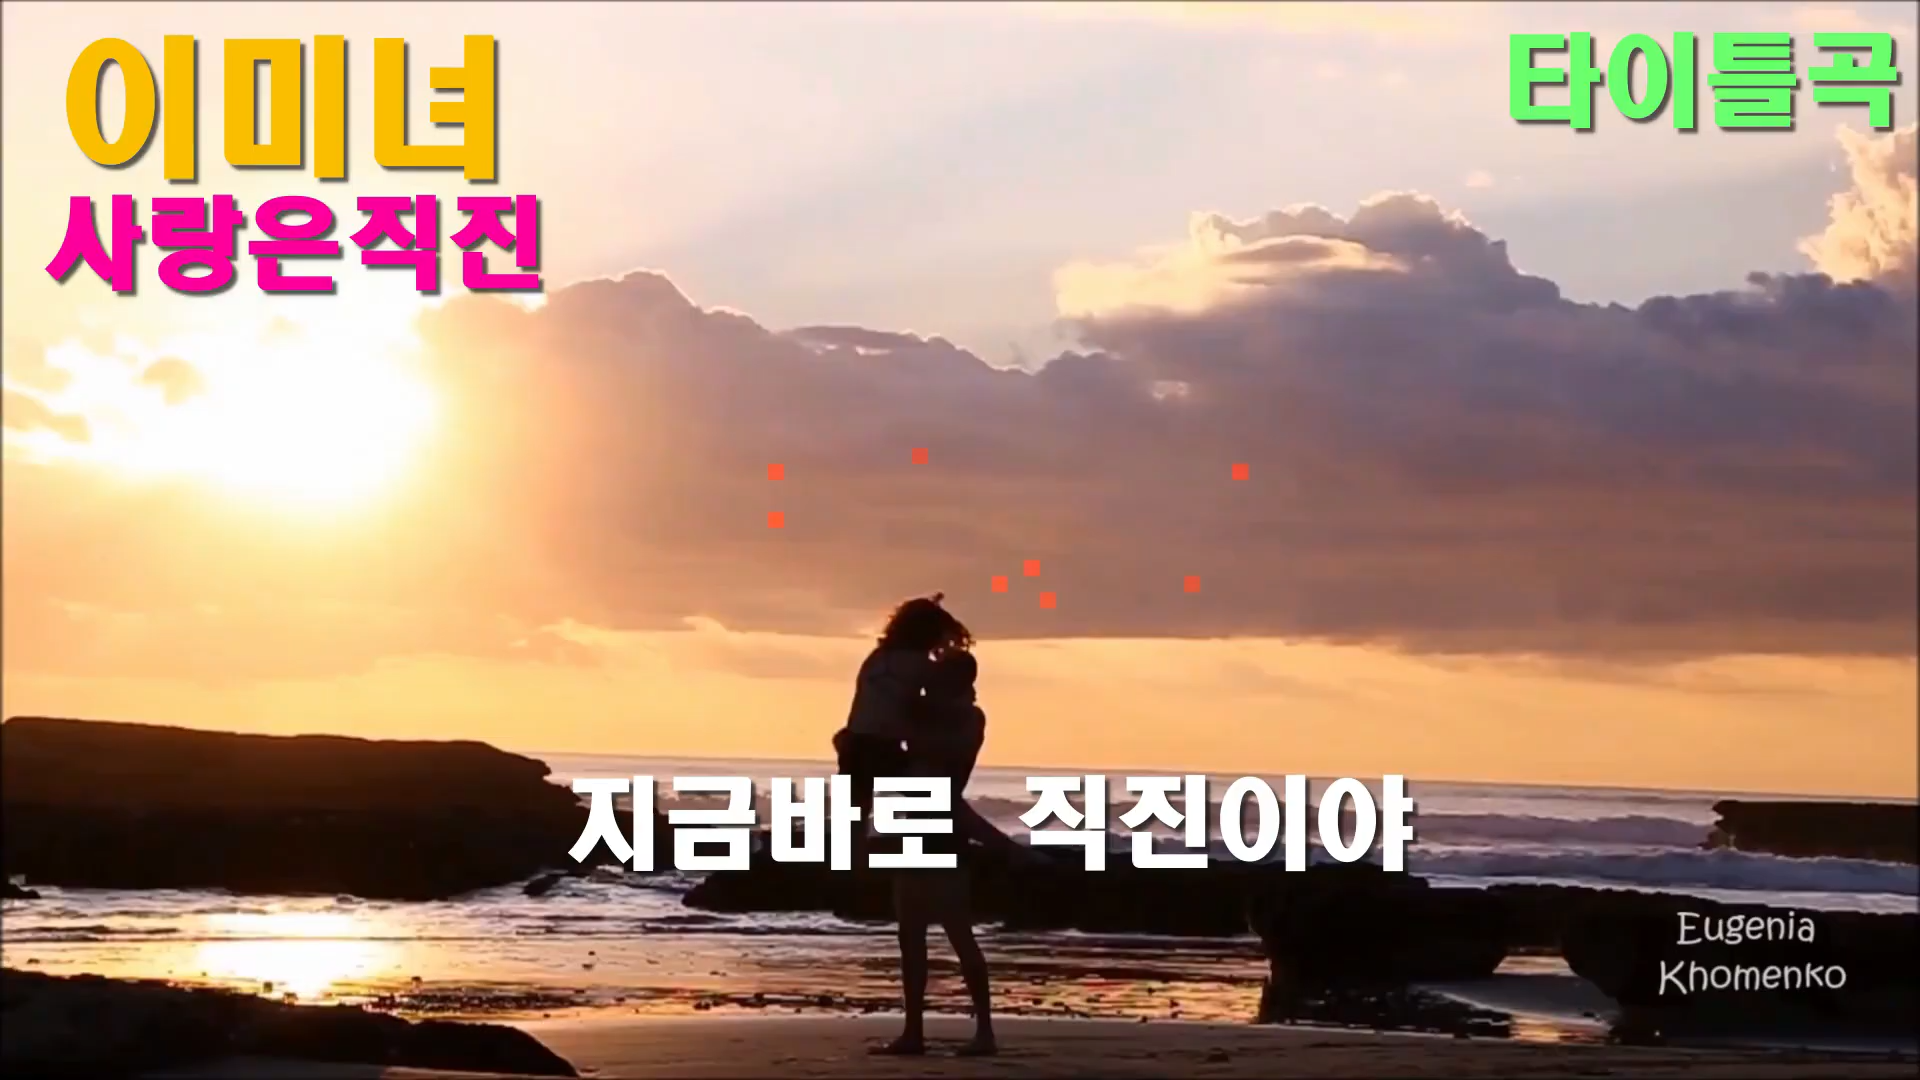 이미녀
사랑은직진
타이틀곡
지금바로 직진이야
Eugenia
Khomenko